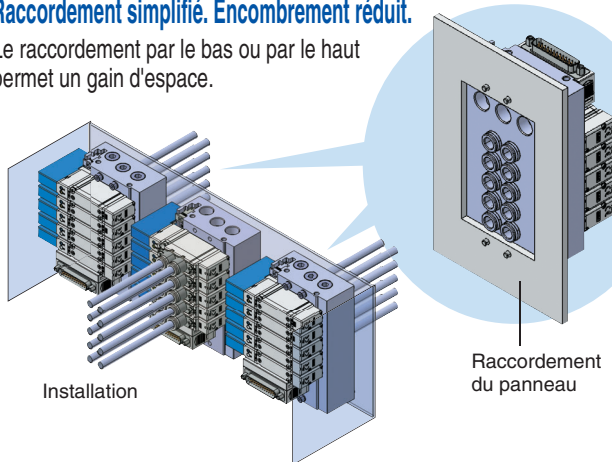 Raccordement simplifié. Encombrement réduit.
Le raccordement par le bas ou par le haut
permet un gain d'espace.
Installation
Raccordement
du panneau